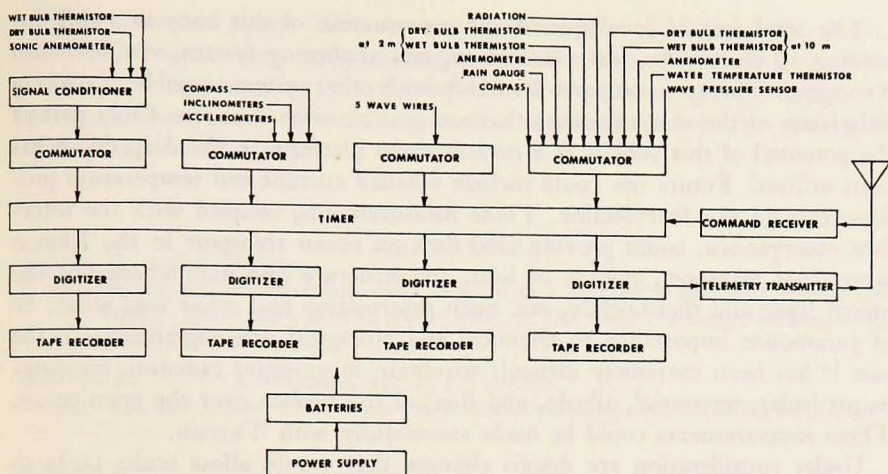 WET BULB THERMISTOR
DRY BULB THERMISTOR
SONIC ANEMOMETER
SIGNAL CONDITIONER
COMMUTATOR
COMPASS
INCLINOMETERS
ACCELEROMETERS
COMMUTATOR
5 WAVE WIRES
COMMUTATOR
RADIATION
at 2 m
DRY-BULB THERMISTOR
WET BULB THERMISTOR
ANEMOMETER
RAIN GAUGE
COMPASS
DRY BULB THERMISTOR
WET BULB THERMISTOR
at 10 m
ANEMOMETER
WATER TEMPERATURE THERMISTOR
WAVE PRESSURE SENSOR
COMMUTATOR
TIMER
COMMAND RECEIVER
DIGITIZER
DIGITIZER
DIGITIZER
DIGITIZER
TELEMETRY TRANSMITTER
TAPE RECORDER
TAPE RECORDER
TAPE RECORDER
TAPE RECORDER
BATTERIES
POWER SUPPLY